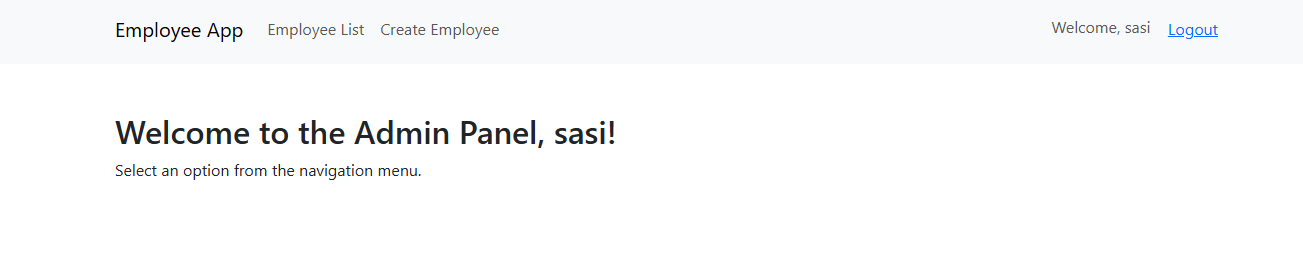 Employee App Employee List Create Employee Welcome, sasi Logout
Welcome to the Admin Panel, sasi!
Select an option from the navigation menu.